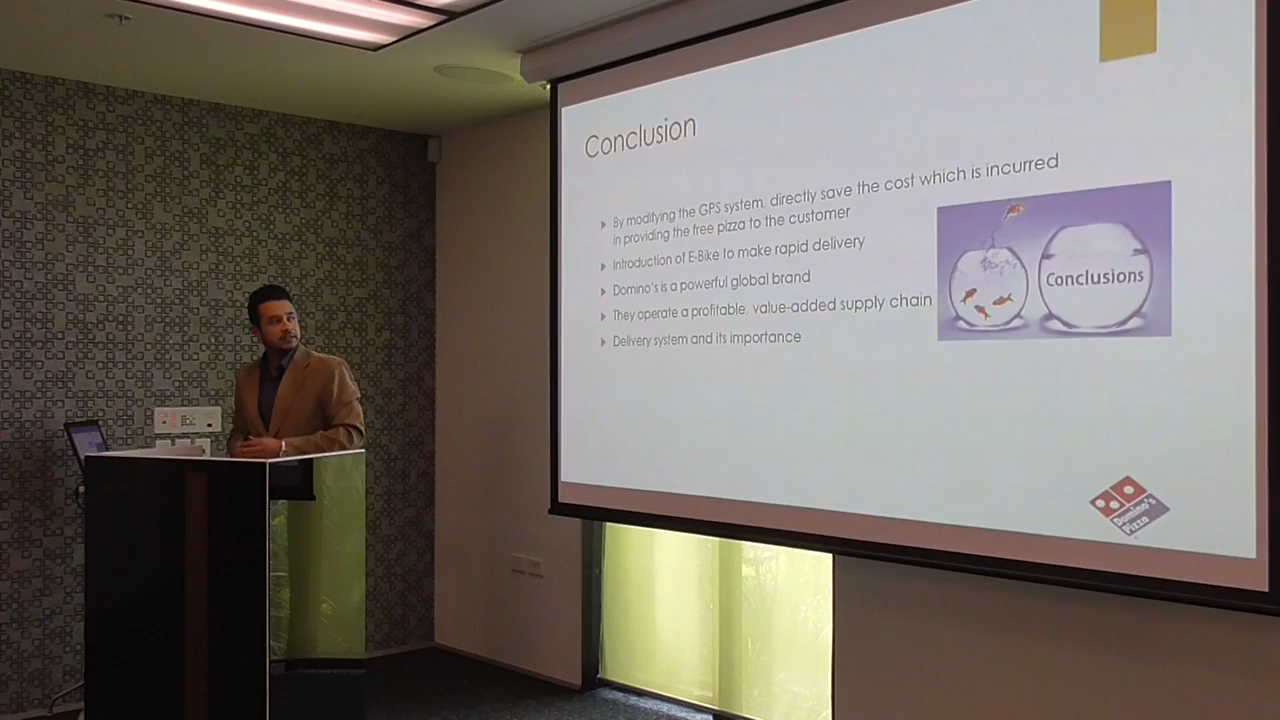 Conclusion
By modifying the GPS system, directly save the cost which is incurred
in providing the free pizza to the customer
Introduction of E-Bike to make rapid delivery
Domino's is a powerful global brand
They operate a profitable, value-added supply chain
Delivery system and its importance
Conclusions
Domino's
Pizza